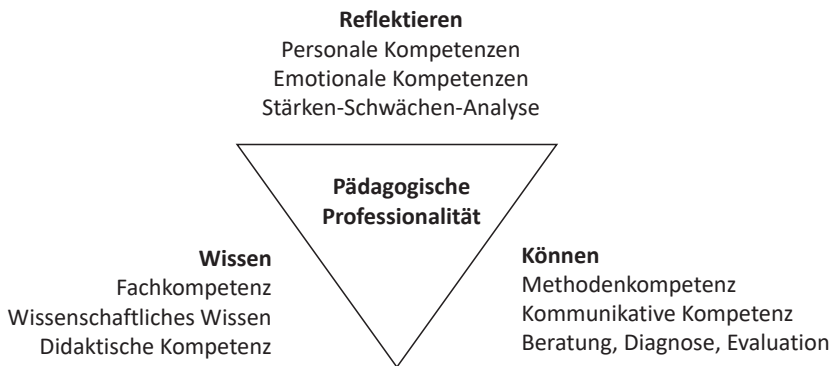 Reflektieren
Personale Kompetenzen
Emotionale Kompetenzen
Stärken-Schwächen-Analyse
Pädagogische
Professionalität
Wissen
Fachkompetenz
Wissenschaftliches Wissen
Didaktische Kompetenz
Können
Methodenkompetenz
Kommunikative Kompetenz
Beratung, Diagnose, Evaluation